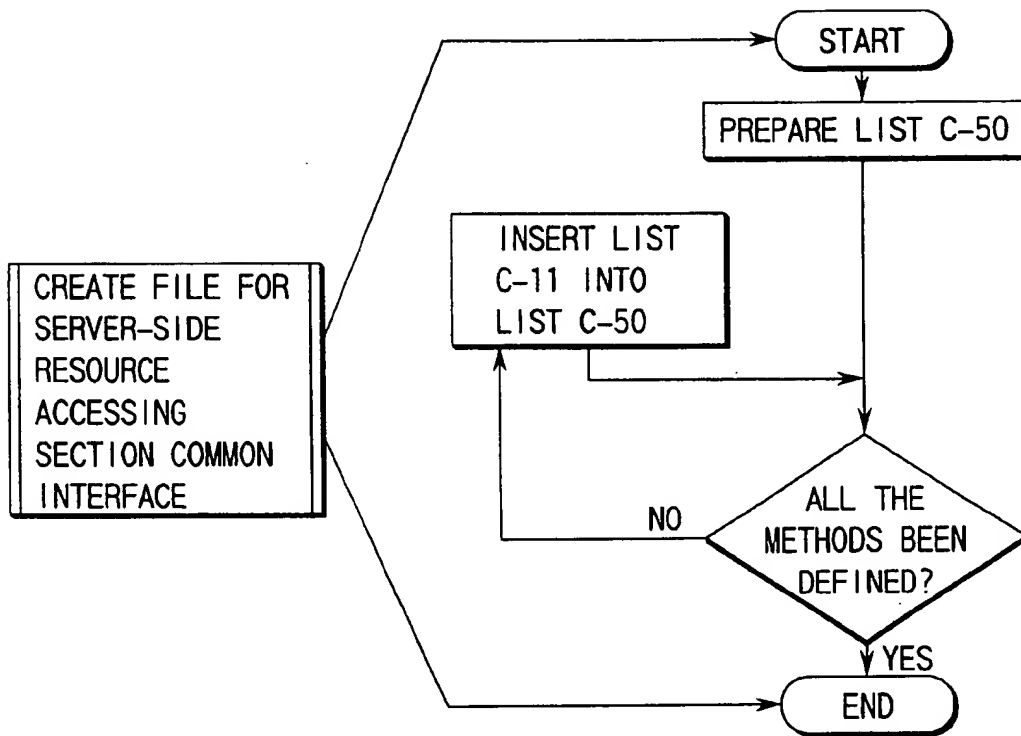 START
PREPARE LIST C-50
INSERT LIST
C-11 INTO
LIST C-50
CREATE FILE FOR
SERVER-SIDE
RESOURCE
ACCESSING
SECTION COMMON
INTERFACE
NO
ALL THE
METHODS BEEN
DEFINED?
YES
END